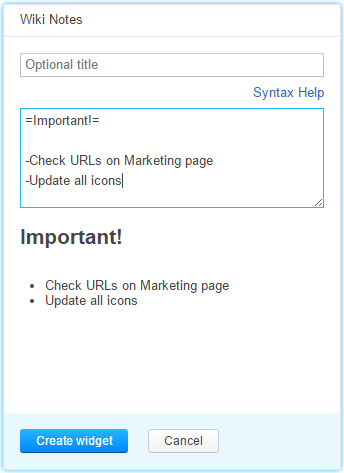 Wiki Notes
Optional title
Syntax Help
=Important!=
-Check URLs on Marketing page
-Update all icons
Important!
• Check URLs on Marketing page
• Update all icons
Create widget
Cancel